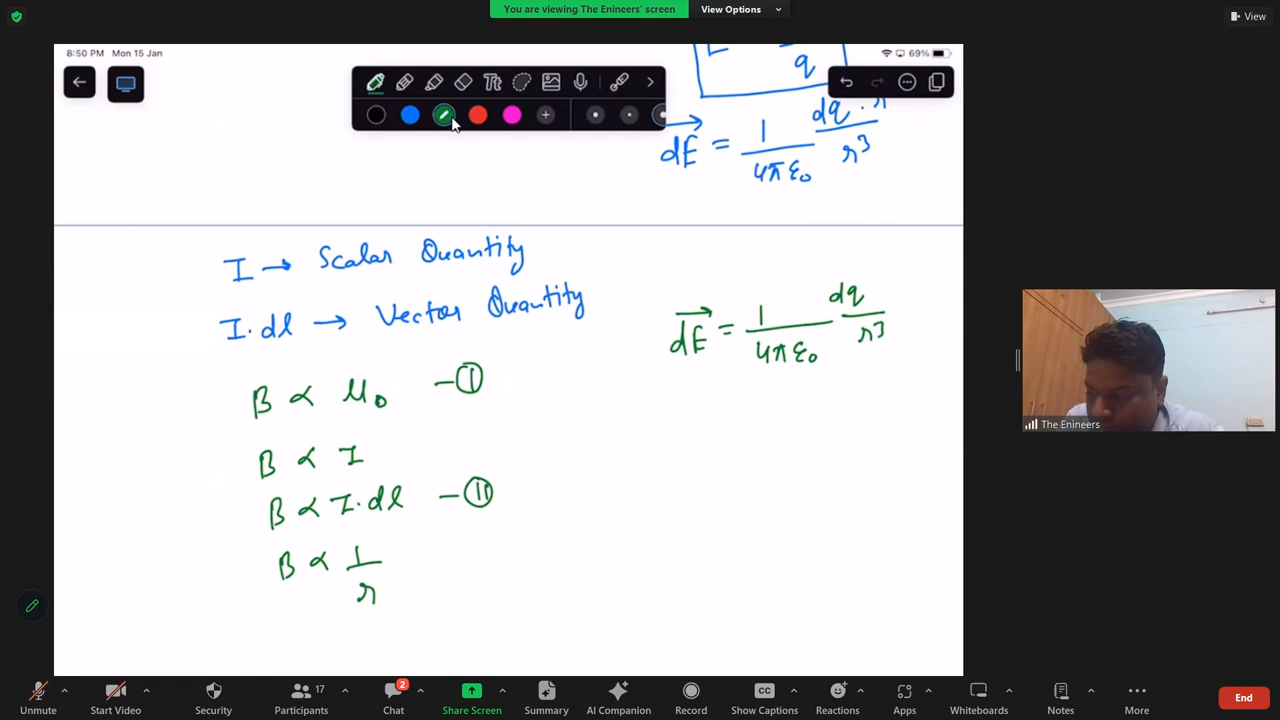 You are viewing The Enineers' screen
View Options
View
8:50 PM Mon 15 Jan
69%
Tt
q
dE = 1/4πε₀ dq · r/r³
I → Scalar Quantity
I·dl → Vector Quantity
dE = 1/4πε₀ dq/r³
B ∝ μ₀ —①
B ∝ I
B ∝ I·dl —⑪
B ∝ 1/r
The Enineers
17
2
Unmute
Start Video
Security
Participants
Chat
Share Screen
Summary
AI Companion
Record
CC
Show Captions
Reactions
Apps
Whiteboards
Notes
More
End